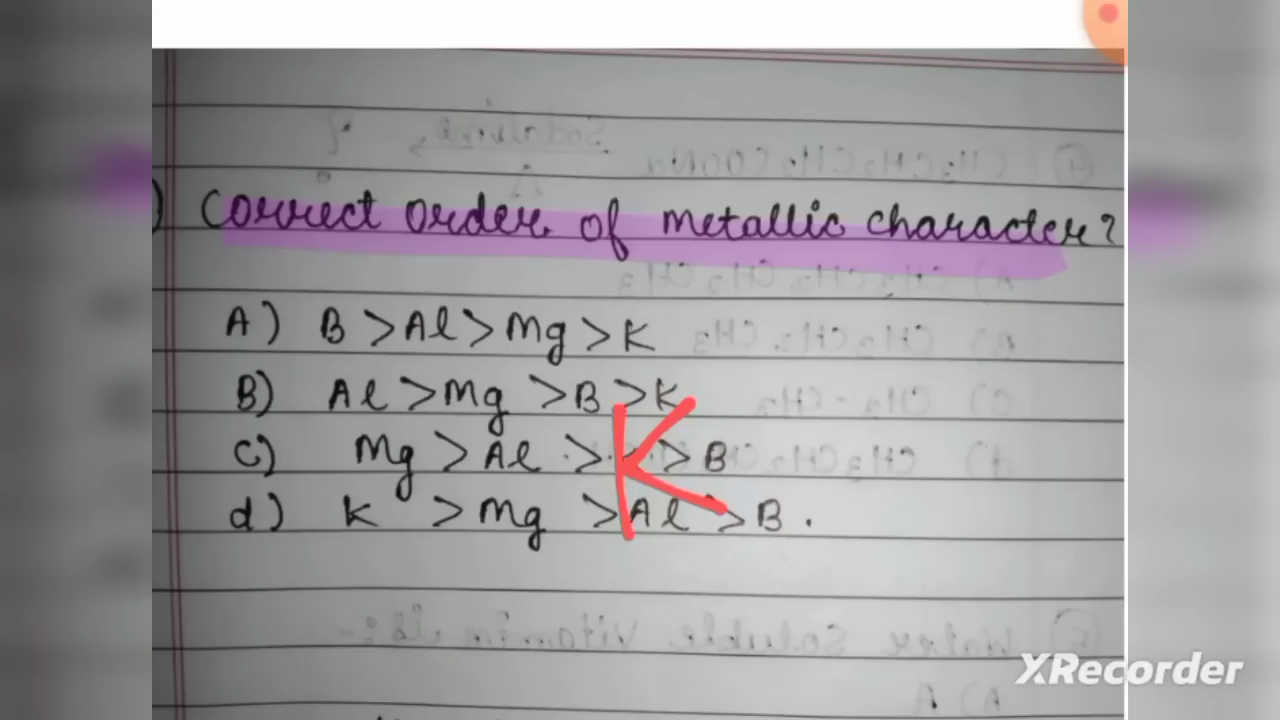 ) Correct order of metallic character?
A) B > Al > Mg > K
B) Al > Mg > B > K
C) Mg > Al > K > B
d) K > Mg > Al > B .
XRecorder